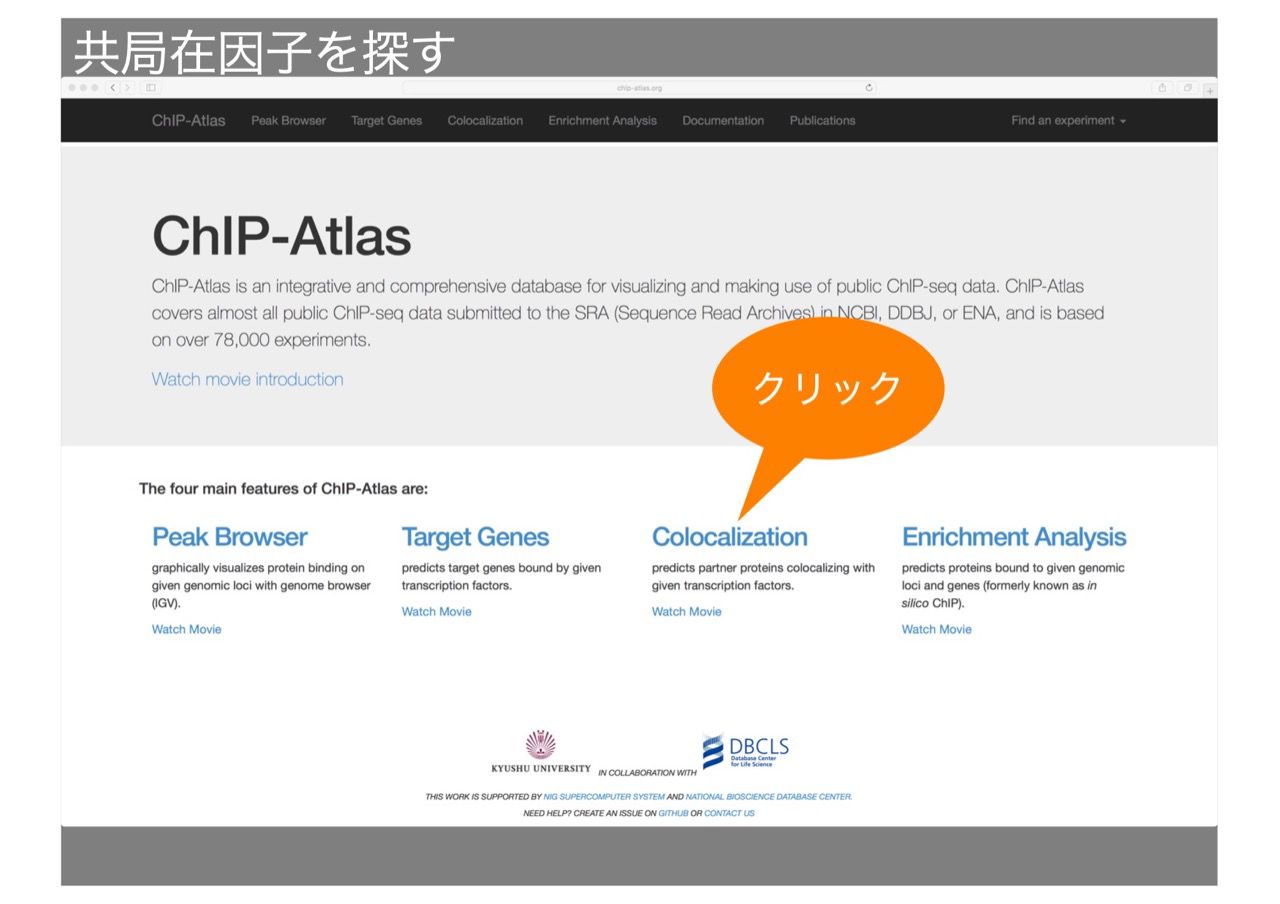 共局在因子を探す
chip-atlas.org
ChIP-Atlas Peak Browser Target Genes Colocalization Enrichment Analysis Documentation Publications Find an experiment
ChIP-Atlas
ChIP-Atlas is an integrative and comprehensive database for visualizing and making use of public ChIP-seq data. ChIP-Atlas
covers almost all public ChIP-seq data submitted to the SRA (Sequence Read Archives) in NCBI, DDBJ, or ENA, and is based
on over 78,000 experiments.
Watch movie introduction
クリック
The four main features of ChIP-Atlas are:
Peak Browser
graphically visualizes protein binding on
given genomic loci with genome browser
(IGV).
Watch Movie
Target Genes
predicts target genes bound by given
transcription factors.
Watch Movie
Colocalization
predicts partner proteins colocalizing with
given transcription factors.
Watch Movie
Enrichment Analysis
predicts proteins bound to given genomic
loci and genes (formerly known as in
silico ChIP).
Watch Movie
KYUSHU UNIVERSITY IN COLLABORATION WITH
DBCLS
Database Center
for Life Science
THIS WORK IS SUPPORTED BY NIG SUPERCOMPUTER SYSTEM AND NATIONAL BIOSCIENCE DATABASE CENTER.
NEED HELP? CREATE AN ISSUE ON GITHUB OR CONTACT US